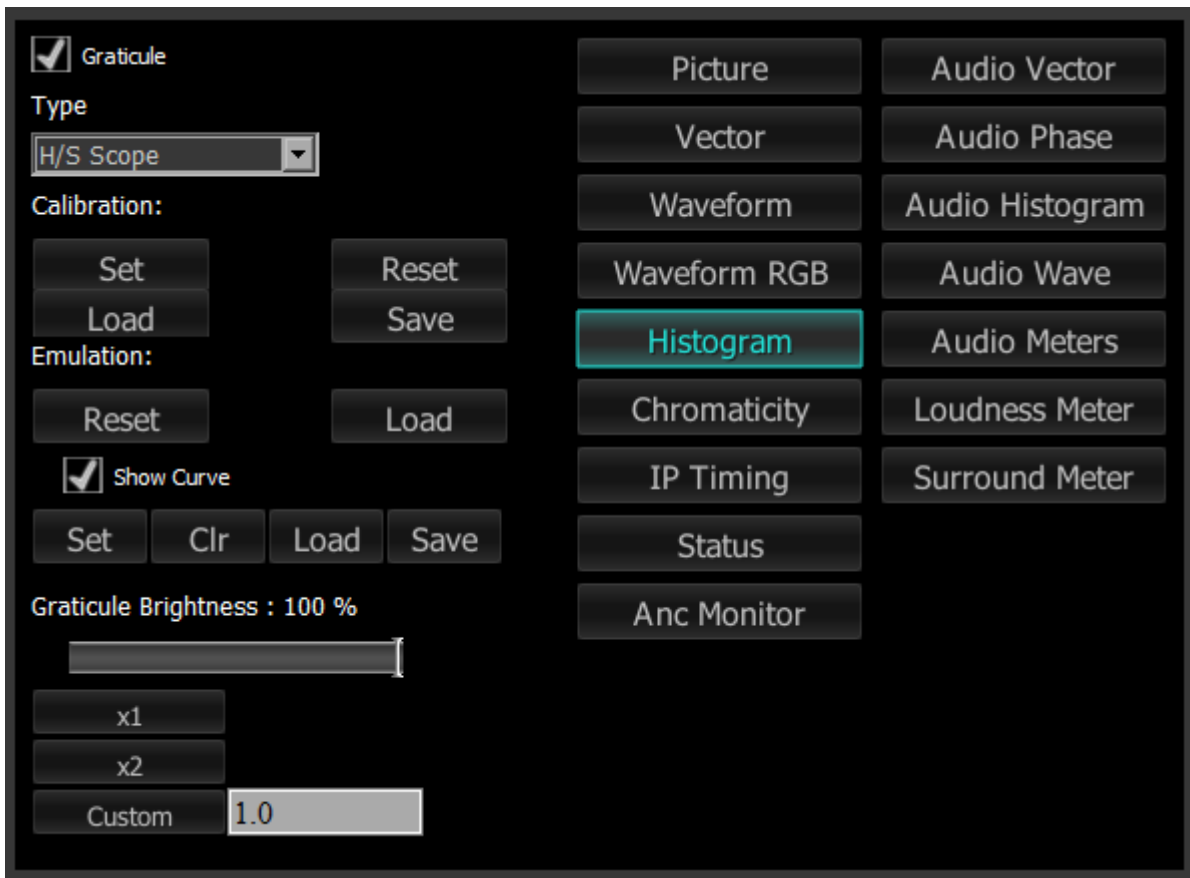 Graticule
Type
H/S Scope
Calibration:
Set Reset
Load Save
Emulation:
Reset Load
Show Curve
Set Clr Load Save
Graticule Brightness : 100 %
x1
x2
Custom 1.0
Picture
Vector
Waveform
Waveform RGB
Histogram
Chromaticity
IP Timing
Status
Anc Monitor
Audio Vector
Audio Phase
Audio Histogram
Audio Wave
Audio Meters
Loudness Meter
Surround Meter